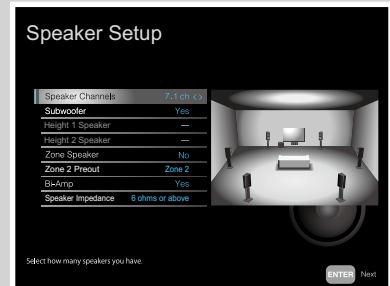 Speaker Setup
Speaker Channels 7.1 ch < >
Subwoofer Yes
Height 1 Speaker —
Height 2 Speaker —
Zone Speaker No
Zone 2 Preout Zone 2
Bi-Amp Yes
Speaker Impedance 6 ohms or above
Select how many speakers you have.
ENTER Next